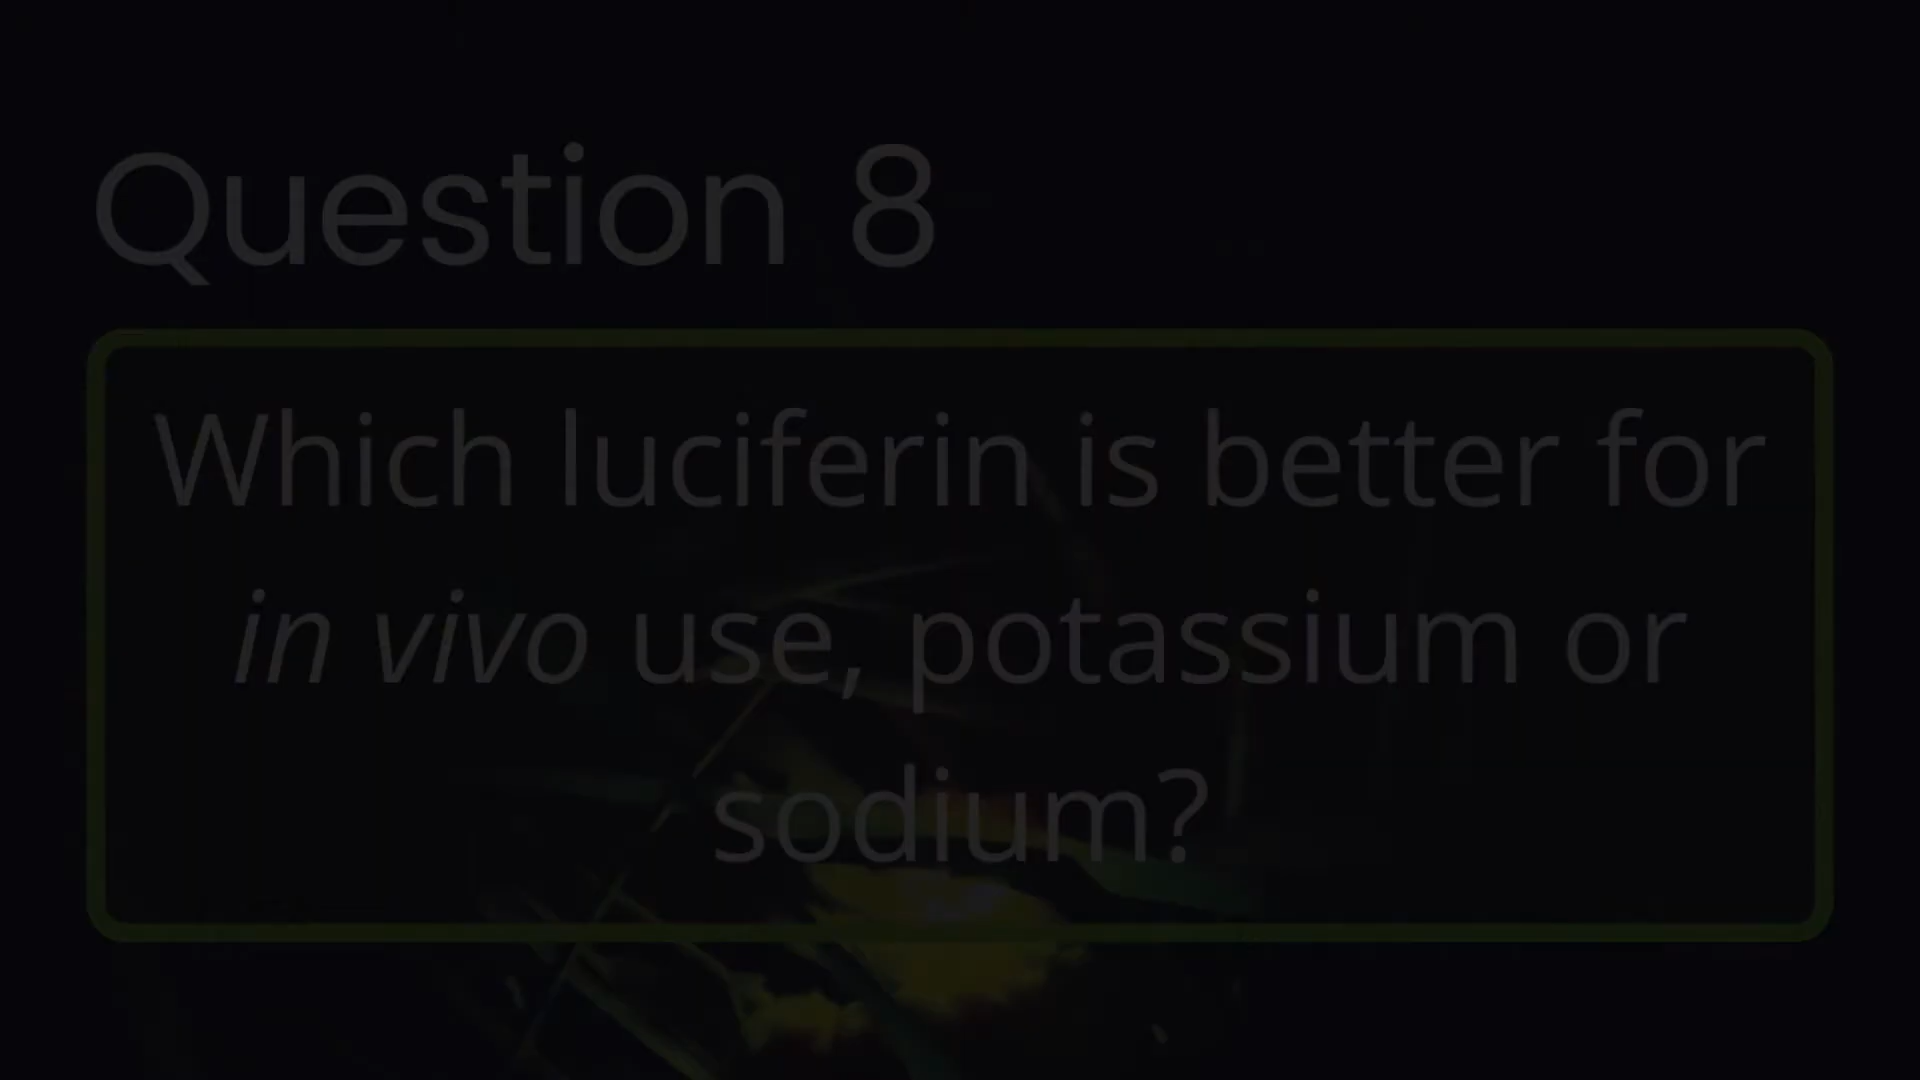 Question 8
Which luciferin is better for
in vivo use, potassium or
sodium?